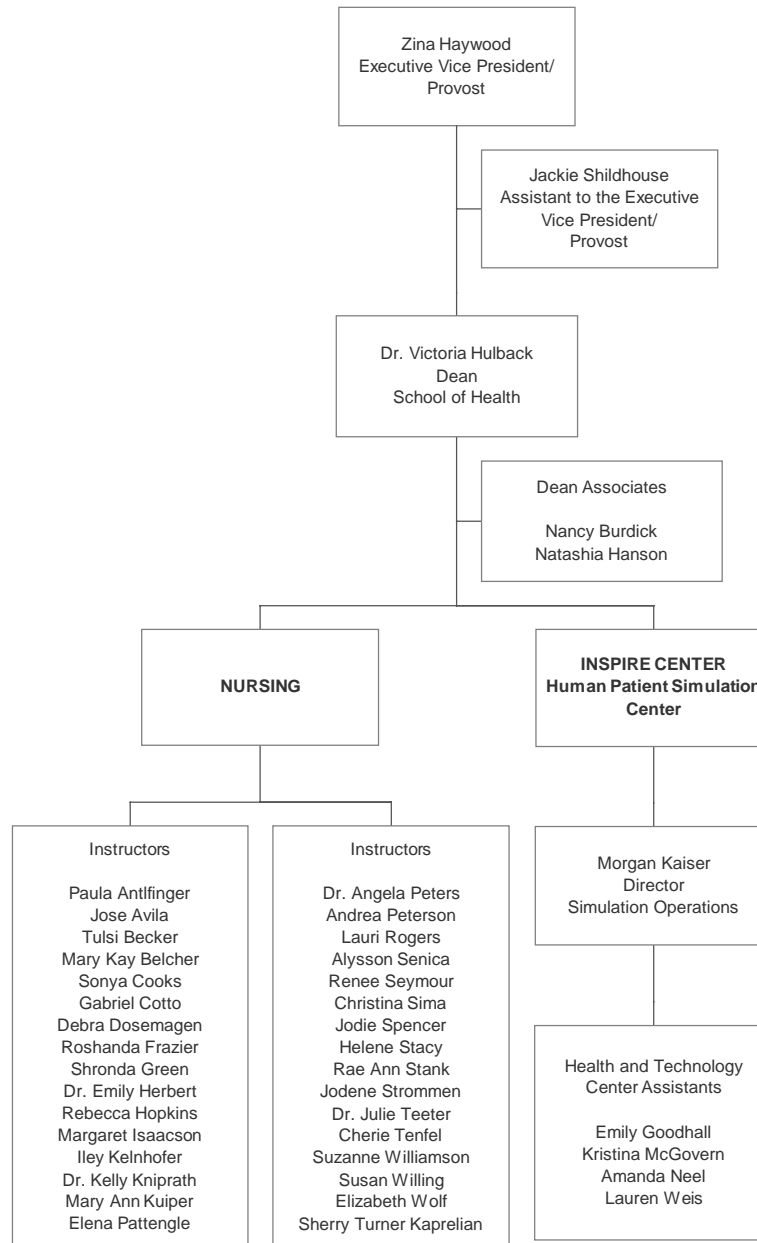 Zina Haywood
Executive Vice President/
Provost
Jackie Shildhouse
Assistant to the Executive
Vice President/
Provost
Dr. Victoria Hulback
Dean
School of Health
Dean Associates
Nancy Burdick
Natashia Hanson
NURSING
INSPIRE CENTER
Human Patient Simulation
Center
Instructors
Paula Antlfinger
Jose Avila
Tulsi Becker
Mary Kay Belcher
Sonya Cooks
Gabriel Cotto
Debra Dosemagen
Roshanda Frazier
Shronda Green
Dr. Emily Herbert
Rebecca Hopkins
Margaret Isaacson
Iley Kelnhofer
Dr. Kelly Kniprath
Mary Ann Kuiper
Elena Pattengle
Instructors
Dr. Angela Peters
Andrea Peterson
Lauri Rogers
Alysson Senica
Renee Seymour
Christina Sima
Jodie Spencer
Helene Stacy
Rae Ann Stank
Jodene Strommen
Dr. Julie Teeter
Cherie Tenfel
Suzanne Williamson
Susan Willing
Elizabeth Wolf
Sherry Turner Kaprelian
Morgan Kaiser
Director
Simulation Operations
Health and Technology
Center Assistants
Emily Goodhall
Kristina McGovern
Amanda Neel
Lauren Weis